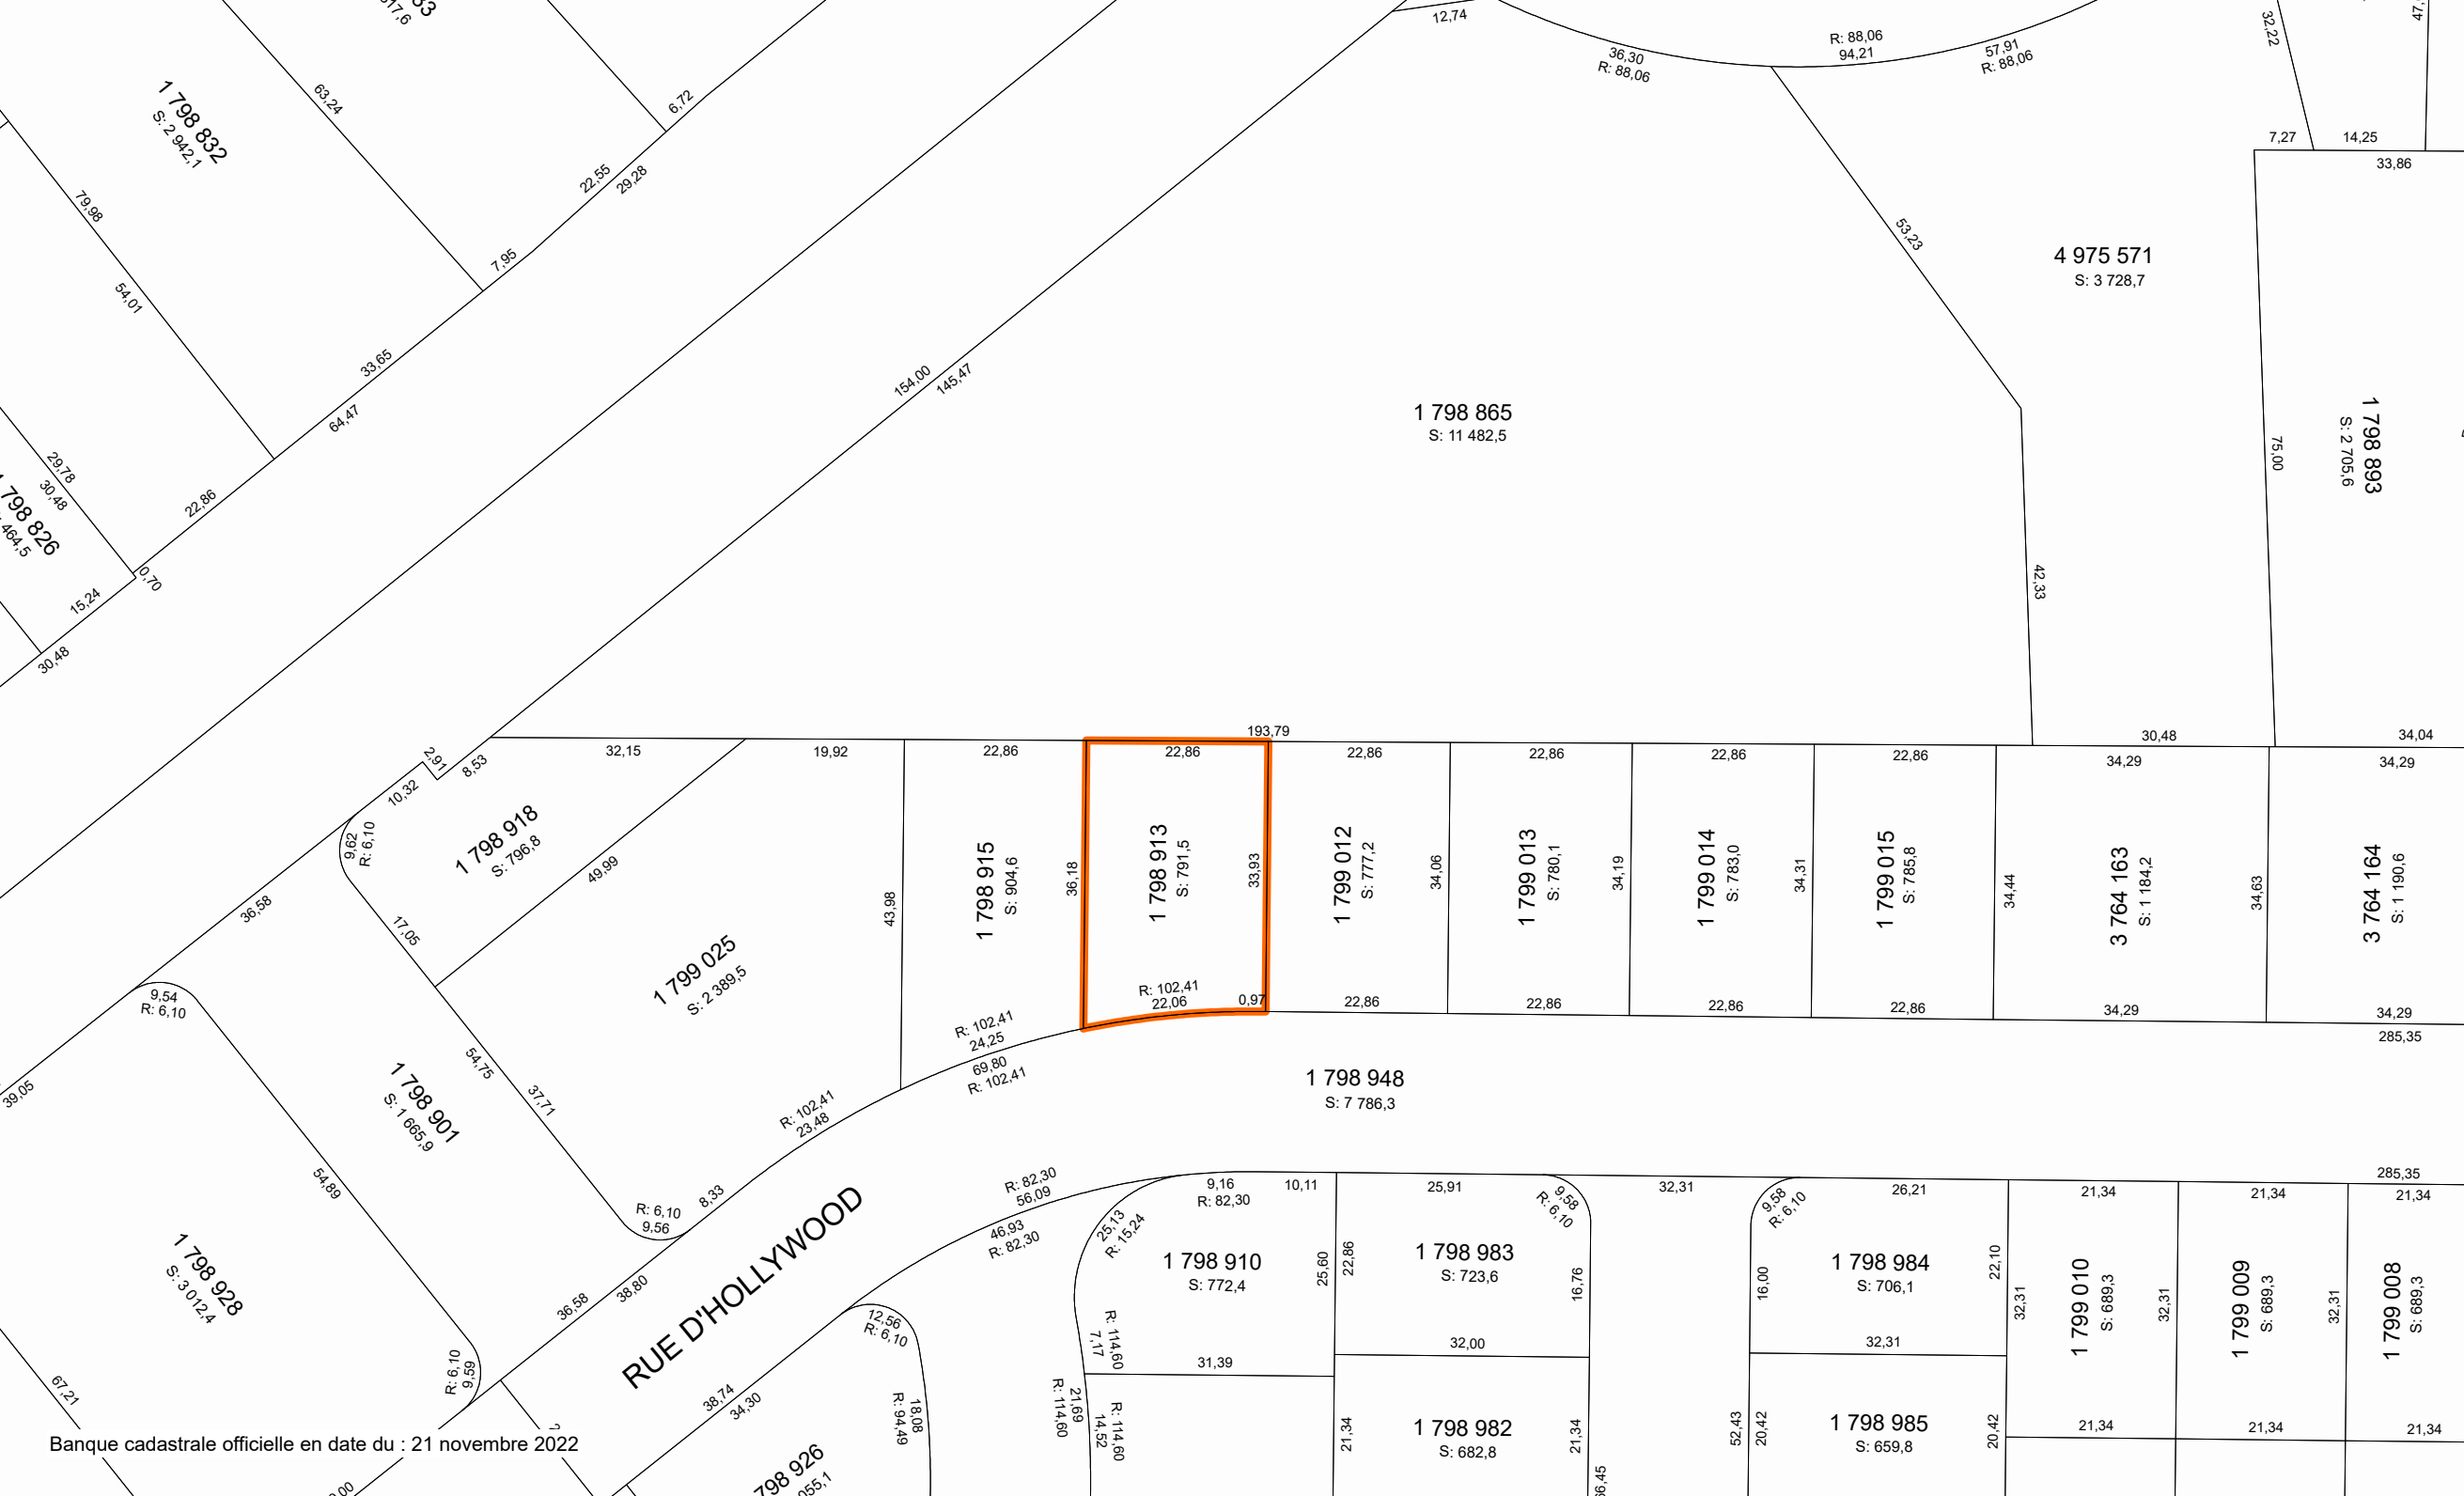 12,74
36,30
R: 88,06
R: 88,06
94,21
57,91
R: 88,06
32,22
7,27
14,25
33,86
63,24
6,72
1 798 832
S: 2 942,1
79,98
22,55
29,28
53,23
4 975 571
S: 3 728,7
7,95
54,01
33,65
64,47
154,00
145,47
1 798 865
S: 11 482,5
75,00
1 798 893
S: 2 705,6
29,78
30,48
798 826
464,5
22,86
0,70
15,24
30,48
42,33
193,79
30,48
34,04
2,91
8,53
10,32
32,15
19,92
22,86
22,86
22,86
22,86
22,86
22,86
34,29
34,29
9,62
R: 6,10
1 798 918
S: 796,8
49,99
17,05
36,58
43,98
1 798 915
S: 904,6
36,18
1 798 913
S: 791,5
33,93
1 799 012
S: 777,2
34,06
1 799 013
S: 780,1
34,19
1 799 014
S: 783,0
34,31
1 799 015
S: 785,8
34,44
3 764 163
S: 1 184,2
34,63
3 764 164
S: 1 190,6
1 799 025
S: 2 389,5
9,54
R: 6,10
R: 102,41
22,06
0,97
22,86
22,86
22,86
22,86
34,29
34,29
285,35
R: 102,41
24,25
69,80
R: 102,41
R: 102,41
23,48
1 798 948
S: 7 786,3
39,05
54,75
37,71
1 798 901
S: 1 665,9
54,89
R: 6,10
9,56
8,33
36,58
38,80
RUE D'HOLLYWOOD
R: 82,30
56,09
46,93
R: 82,30
9,16
R: 82,30
10,11
25,91
9,58
R: 6,10
32,31
9,58
R: 6,10
26,21
21,34
21,34
285,35
21,34
25,13
R: 15,24
1 798 910
S: 772,4
25,60
22,86
1 798 983
S: 723,6
16,76
16,00
1 798 984
S: 706,1
22,10
32,31
1 799 010
S: 689,3
32,31
1 799 009
S: 689,3
32,31
1 799 008
S: 689,3
1 798 928
S: 3 012,4
R: 6,10
9,59
12,56
R: 6,10
R: 114,60
7,17
31,39
32,00
32,31
67,21
38,74
34,30
18,08
R: 94,49
21,69
R: 114,60
R: 114,60
14,52
21,34
1 798 982
S: 682,8
21,34
52,43
20,42
1 798 985
S: 659,8
20,42
21,34
21,34
21,34
Banque cadastrale officielle en date du : 21 novembre 2022
798 926
055,1